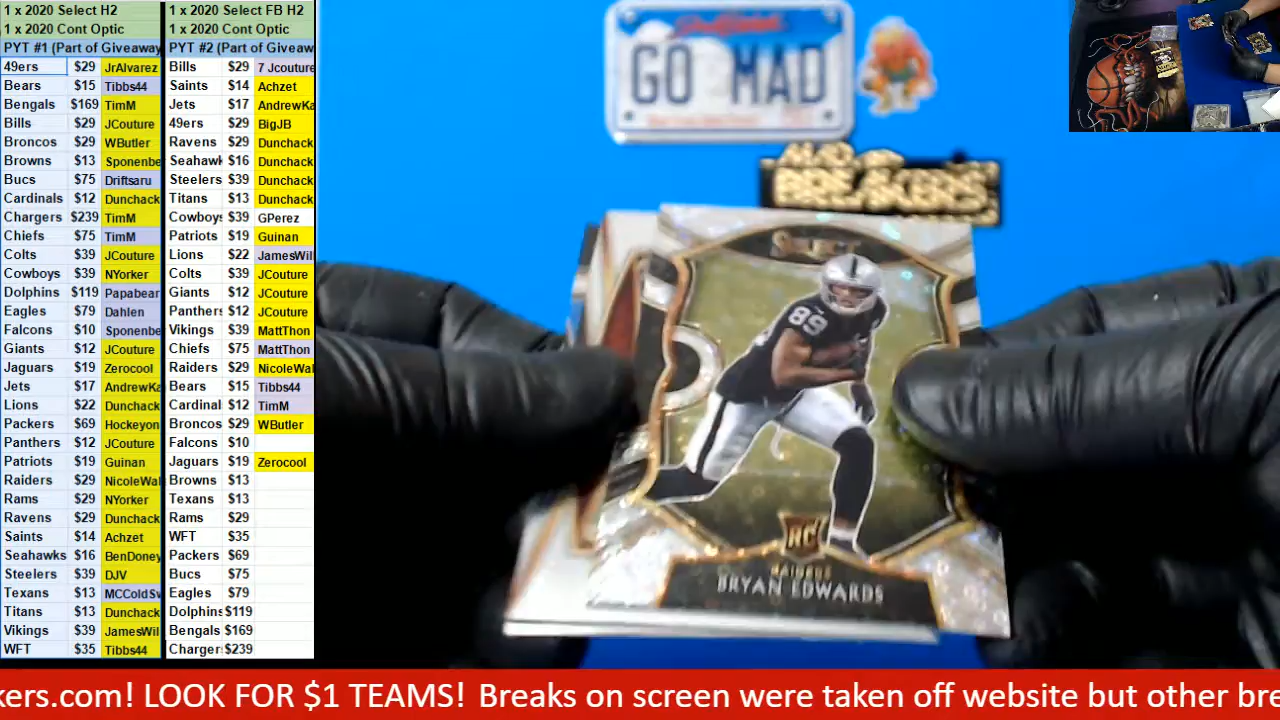 1 x 2020 Select H2 1 x 2020 Select FB H2
1 x 2020 Cont Optic 1 x 2020 Cont Optic
PYT #1 (Part of Giveaway PYT #2 (Part of Giveaw
49ers $29 JrAlvarez Bills $29 7 Jcouture
Bears $15 Tibbs44 Saints $14 Achzet
Bengals $169 TimM Jets $17 AndrewKa
Bills $29 JCouture 49ers $29 BigJB
Broncos $29 WButler Ravens $29 Dunchack
Browns $13 Sponenbe Seahawk $16 Dunchack
Bucs $75 Driftsaru Steelers $39 Dunchack
Cardinals $12 Dunchack Titans $13 Dunchack
Chargers $239 TimM Cowboys $39 GPerez
Chiefs $75 TimM Patriots $19 Guinan
Colts $39 JCouture Lions $22 JamesWil
Cowboys $39 NYorker Colts $39 JCouture
Dolphins $119 Papabear Giants $12 JCouture
Eagles $79 Dahlen Panthers $12 JCouture
Falcons $10 Sponenbe Vikings $39 MattThon
Giants $12 JCouture Chiefs $75 MattThon
Jaguars $19 Zerocool Raiders $29 NicoleWal
Jets $17 AndrewKa Bears $15 Tibbs44
Lions $22 Dunchack Cardinal $12 TimM
Packers $69 Hockeyon Broncos $29 WButler
Panthers $12 JCouture Falcons $10
Patriots $19 Guinan Jaguars $19 Zerocool
Raiders $29 NicoleWal Browns $13
Rams $29 NYorker Texans $13
Ravens $29 Dunchack Rams $29
Saints $14 Achzet WFT $35
Seahawks $16 BenDoney Packers $69
Steelers $39 DJV Bucs $75
Texans $13 MCColdSw Eagles $79
Titans $13 Dunchack Dolphins $119
Vikings $39 JamesWil Bengals $169
WFT $35 Tibbs44 Charger $239
GO MAD
BREAKERS
SELECT
89
RC
RAIDERS
BRYAN EDWARDS
kers.com! LOOK FOR $1 TEAMS! Breaks on screen were taken off website but other bre